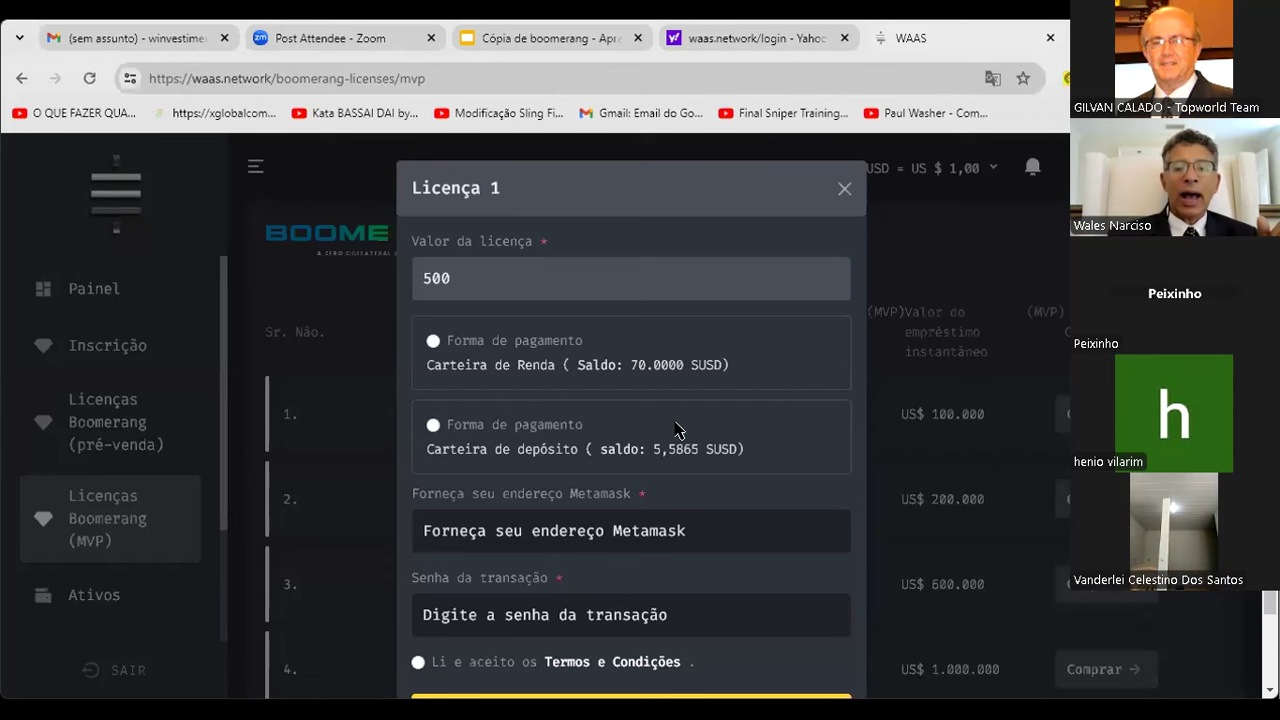 (sem assunto) - winvestime
Post Attendee - Zoom
Cópia de boomerang - Apre
waas.network/login - Yahoo
WAAS
https://waas.network/boomerang-licenses/mvp
O QUE FAZER QUA...
https://xglobalcom...
Kata BASSAI DAI by...
Modificação Sling Fi...
Gmail: Email do Go...
Final Sniper Training...
Paul Washer - Com...
USD = US $ 1,00
BOOME
Painel
Inscrição
Licenças
Boomerang
(pré-venda)
Licenças
Boomerang
(MVP)
Ativos
SAIR
Sr. Não.
1.
2.
3.
4.
Licença 1
Valor da licença *
500
Forma de pagamento
Carteira de Renda ( Saldo: 70.0000 SUSD)
Forma de pagamento
Carteira de depósito ( saldo: 5,5865 SUSD)
Forneça seu endereço Metamask *
Forneça seu endereço Metamask
Senha da transação *
Digite a senha da transação
Li e aceito os Termos e Condições .
(MVP)Valor do
empréstimo
instantâneo
(MVP)
US$ 100.000
US$ 200.000
US$ 600.000
US$ 1.000.000
Comprar →
GILVAN CALADO - Topworld Team
Wales Narciso
Peixinho
Peixinho
h
henio vilarim
Vanderlei Celestino Dos Santos